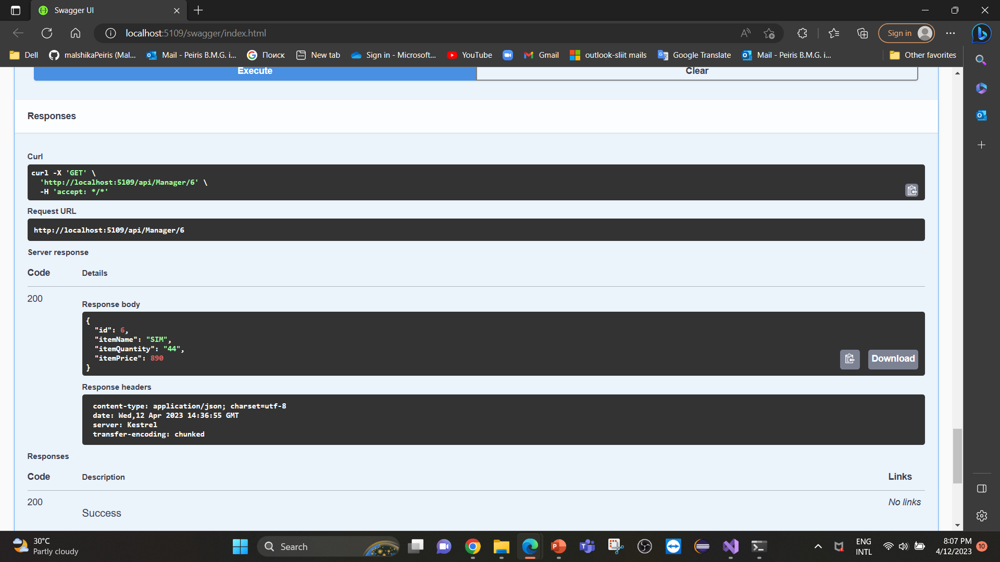 Swagger UI
localhost:5109/swagger/index.html
Sign in
Dell
malshikaPeiris (Mal...
Mail - Peiris B.M.G. i...
Поиск
New tab
Sign in - Microsoft...
YouTube
Gmail
outlook-sliit mails
Google Translate
Mail - Peiris B.M.G. i...
Other favorites
Execute
Clear
Responses
Curl
curl -X 'GET' \
'http://localhost:5109/api/Manager/6' \
-H 'accept: */*'
Request URL
http://localhost:5109/api/Manager/6
Server response
Code Details
200
Response body
{
"id": 6,
"itemName": "SIM",
"itemQuantity": "44",
"itemPrice": 890
}
Download
Response headers
content-type: application/json; charset=utf-8
date: Wed,12 Apr 2023 14:36:55 GMT
server: Kestrel
transfer-encoding: chunked
Responses
Code Description Links
200 No links
Success
30°C
Partly cloudy
Search
ENG
INTL
8:07 PM
4/12/2023
10